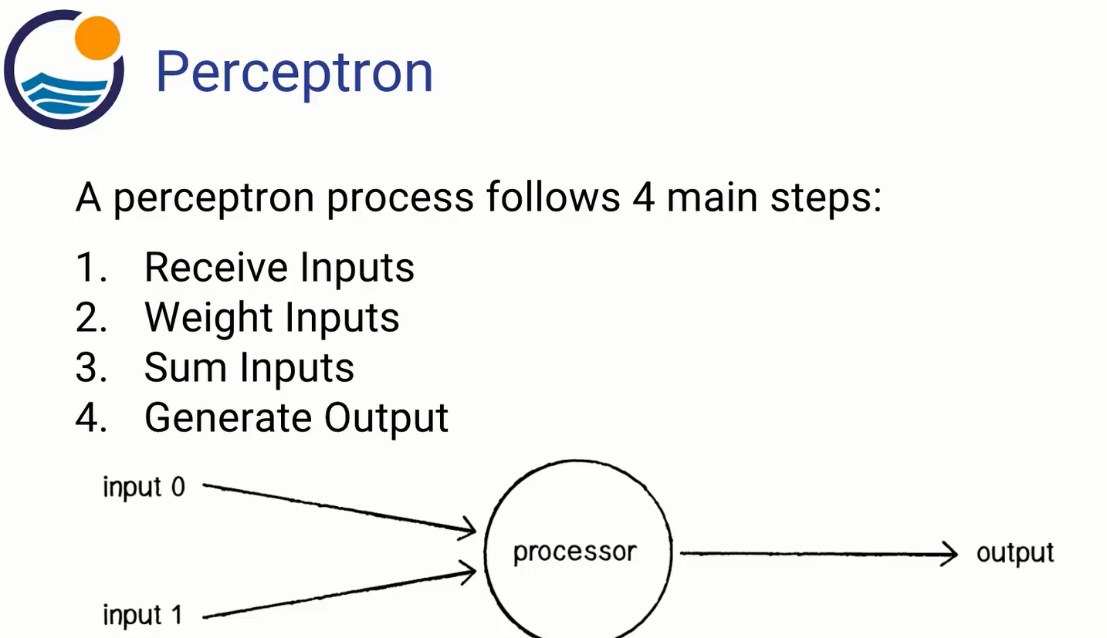 Perceptron
A perceptron process follows 4 main steps:
1. Receive Inputs
2. Weight Inputs
3. Sum Inputs
4. Generate Output
input 0
processor
output
input 1